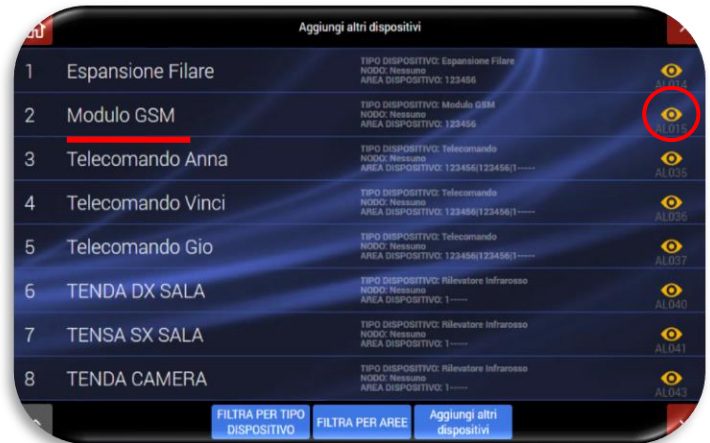 Aggiungi altri dispositivi
1 Espansione Filare TIPO DISPOSITIVO: Espansione Filare
NODO: Nessuno
AREA DISPOSITIVO: 123456
AL014
2 Modulo GSM TIPO DISPOSITIVO: Modulo GSM
NODO: Nessuno
AREA DISPOSITIVO: 123456
AL015
3 Telecomando Anna TIPO DISPOSITIVO: Telecomando
NODO: Nessuno
AREA DISPOSITIVO: 123456|123456|1-----
AL035
4 Telecomando Vinci TIPO DISPOSITIVO: Telecomando
NODO: Nessuno
AREA DISPOSITIVO: 123456|123456|1-----
AL036
5 Telecomando Gio TIPO DISPOSITIVO: Telecomando
NODO: Nessuno
AREA DISPOSITIVO: 123456|123456|1-----
AL037
6 TENDA DX SALA TIPO DISPOSITIVO: Rilevatore Infrarosso
NODO: Nessuno
AREA DISPOSITIVO: 1-----
AL040
7 TENSA SX SALA TIPO DISPOSITIVO: Rilevatore Infrarosso
NODO: Nessuno
AREA DISPOSITIVO: 1-----
AL041
8 TENDA CAMERA TIPO DISPOSITIVO: Rilevatore Infrarosso
NODO: Nessuno
AREA DISPOSITIVO: 1-----
AL043
FILTRA PER TIPO
DISPOSITIVO
FILTRA PER AREE
Aggiungi altri
dispositivi